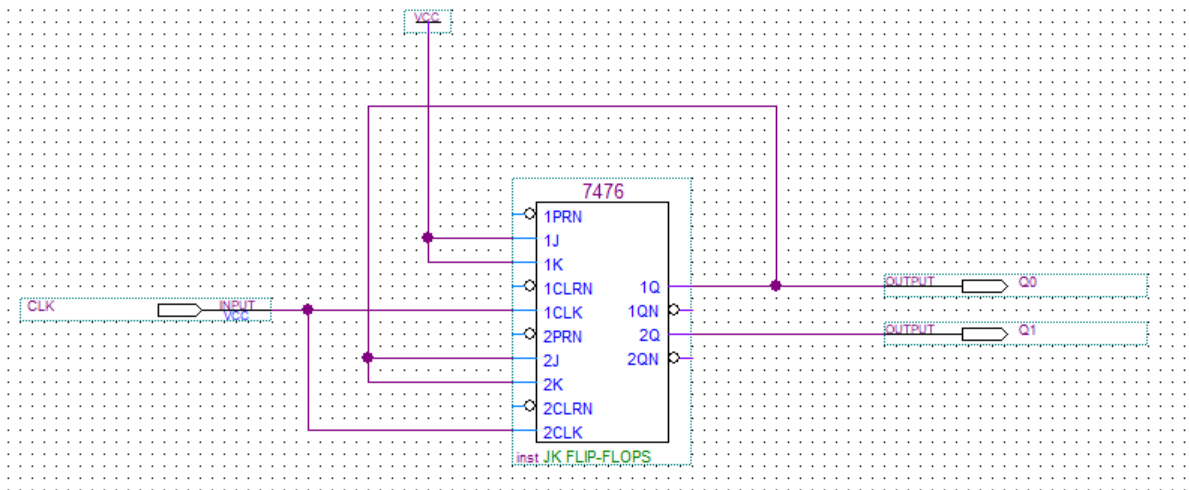 VCC
7476
1PRN
1J
1K
1CLRN
1CLK
2PRN
2J
2K
2CLRN
2CLK
1Q
1QN
2Q
2QN
inst JK FLIP-FLOPS
CLK
INPUT
VCC
OUTPUT Q0
OUTPUT Q1